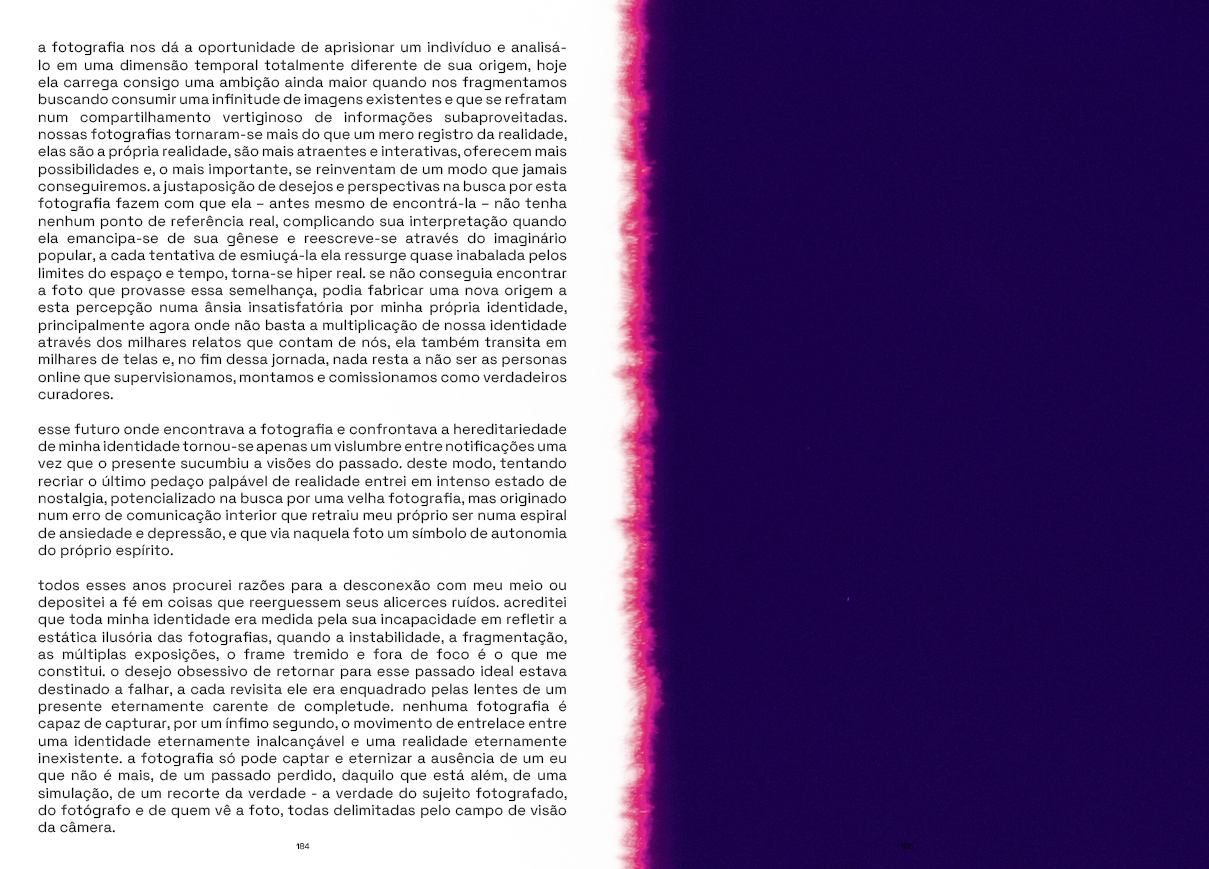 a fotografia nos dá a oportunidade de aprisionar um indivíduo e analisá-
lo em uma dimensão temporal totalmente diferente de sua origem, hoje
ela carrega consigo uma ambição ainda maior quando nos fragmentamos
buscando consumir uma infinitude de imagens existentes e que se refratam
num compartilhamento vertiginoso de informações subaproveitadas.
nossas fotografias tornaram-se mais do que um mero registro da realidade,
elas são a própria realidade, são mais atraentes e interativas, oferecem mais
possibilidades e, o mais importante, se reinventam de um modo que jamais
conseguiremos. a justaposição de desejos e perspectivas na busca por esta
fotografia fazem com que ela – antes mesmo de encontrá-la – não tenha
nenhum ponto de referência real, complicando sua interpretação quando
ela emancipa-se de sua gênese e reescreve-se através do imaginário
popular, a cada tentativa de esmiuçá-la ela ressurge quase inabalada pelos
limites do espaço e tempo, torna-se hiper real. se não conseguia encontrar
a foto que provasse essa semelhança, podia fabricar uma nova origem a
esta percepção numa ânsia insatisfatória por minha própria identidade,
principalmente agora onde não basta a multiplicação de nossa identidade
através dos milhares relatos que contam de nós, ela também transita em
milhares de telas e, no fim dessa jornada, nada resta a não ser as personas
online que supervisionamos, montamos e comissionamos como verdadeiros
curadores.
esse futuro onde encontrava a fotografia e confrontava a hereditariedade
de minha identidade tornou-se apenas um vislumbre entre notificações uma
vez que o presente sucumbiu a visões do passado. deste modo, tentando
recriar o último pedaço palpável de realidade entrei em intenso estado de
nostalgia, potencializado na busca por uma velha fotografia, mas originado
num erro de comunicação interior que retraiu meu próprio ser numa espiral
de ansiedade e depressão, e que via naquela foto um símbolo de autonomia
do próprio espírito.
todos esses anos procurei razões para a desconexão com meu meio ou
depositei a fé em coisas que reerguessem seus alicerces ruídos. acreditei
que toda minha identidade era medida pela sua incapacidade em refletir a
estática ilusória das fotografias, quando a instabilidade, a fragmentação,
as múltiplas exposições, o frame tremido e fora de foco é o que me
constitui. o desejo obsessivo de retornar para esse passado ideal estava
destinado a falhar, a cada revisita ele era enquadrado pelas lentes de um
presente eternamente carente de completude. nenhuma fotografia é
capaz de capturar, por um ínfimo segundo, o movimento de entrelace entre
uma identidade eternamente inalcançável e uma realidade eternamente
inexistente. a fotografia só pode captar e eternizar a ausência de um eu
que não é mais, de um passado perdido, daquilo que está além, de uma
simulação, de um recorte da verdade - a verdade do sujeito fotografado,
do fotógrafo e de quem vê a foto, todas delimitadas pelo campo de visão
da câmera.
184